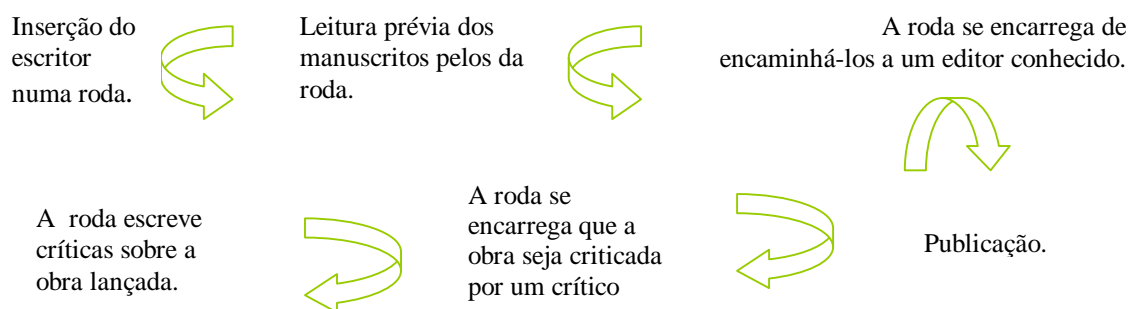 Inserção do
escritor
numa roda.
Leitura prévia dos
manuscritos pelos da
roda.
A roda se encarrega de
encaminhá-los a um editor conhecido.
Publicação.
A roda se
encarrega que a
obra seja criticada
por um crítico
A roda escreve
críticas sobre a
obra lançada.